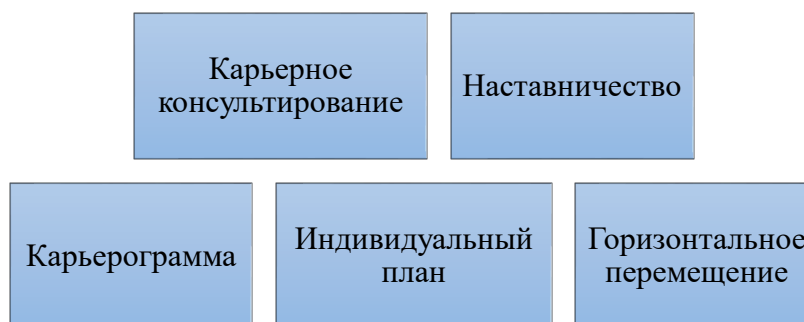 Карьерное
консультирование
Наставничество
Карьерограмма
Индивидуальный
план
Горизонтальное
перемещение